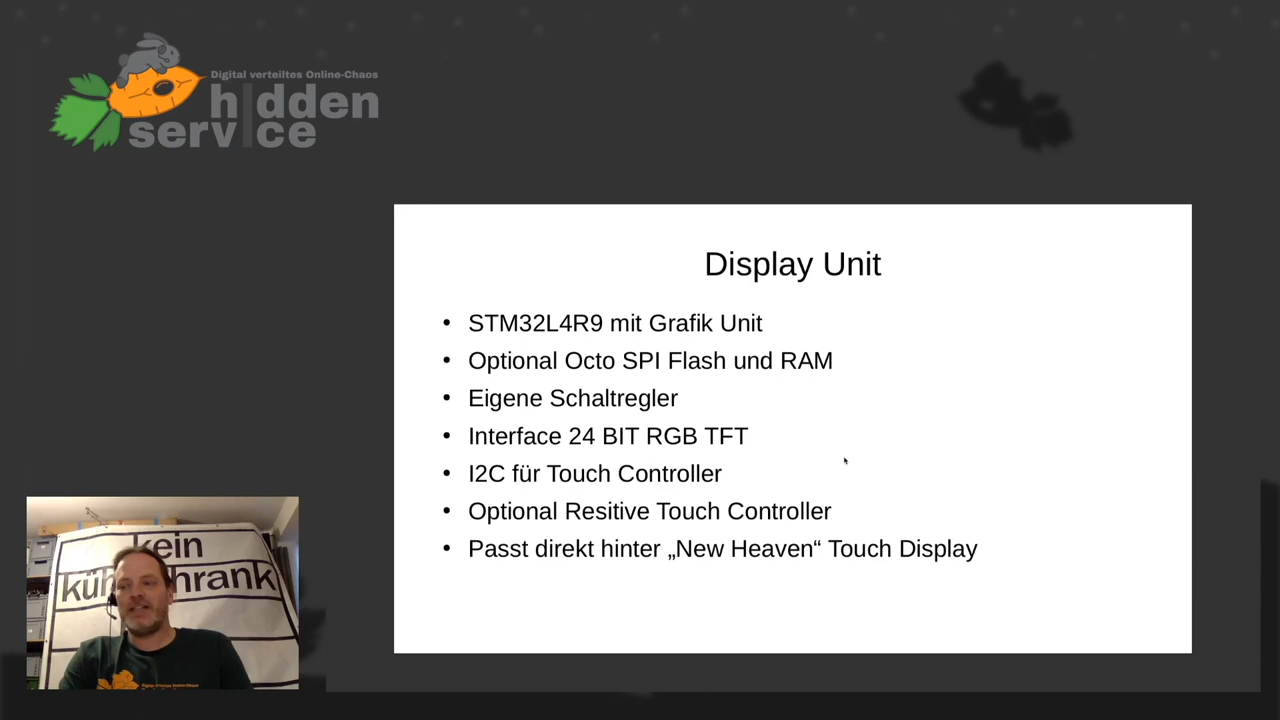 Digital verteiltes Online-Chaos
hidden
service
Display Unit
• STM32L4R9 mit Grafik Unit
• Optional Octo SPI Flash und RAM
• Eigene Schaltregler
• Interface 24 BIT RGB TFT
• I2C für Touch Controller
• Optional Resitive Touch Controller
• Passt direkt hinter „New Heaven“ Touch Display
kein